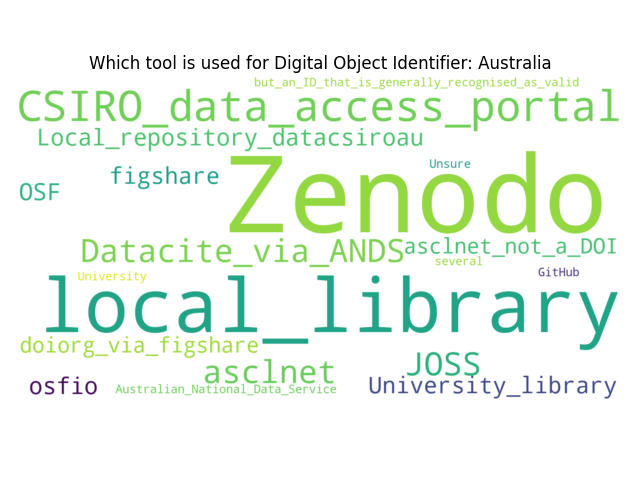 Which tool is used for Digital Object Identifier: Australia
but_an_ID_that_is_generally_recognised_as_valid
CSIRO_data_access_portal
Local_repository_datacsiroau
Zenodo
Unsure
figshare
OSF
Datacite_via_ANDS
asclnet_not_a_DOI
several
University
GitHub
local_library
doiorg_via_figshare
asclnet
JOSS
osfio
Australian_National_Data_Service
University_library